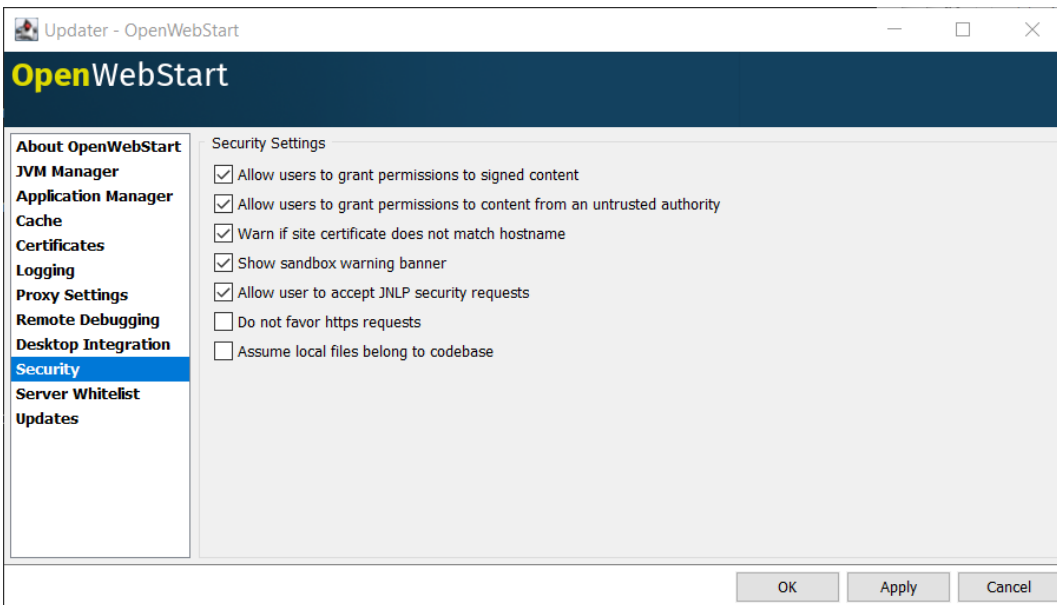 Updater - OpenWebStart
OpenWebStart
About OpenWebStart
JVM Manager
Application Manager
Cache
Certificates
Logging
Proxy Settings
Remote Debugging
Desktop Integration
Security
Server Whitelist
Updates
Security Settings
Allow users to grant permissions to signed content
Allow users to grant permissions to content from an untrusted authority
Warn if site certificate does not match hostname
Show sandbox warning banner
Allow user to accept JNLP security requests
Do not favor https requests
Assume local files belong to codebase
OK
Apply
Cancel